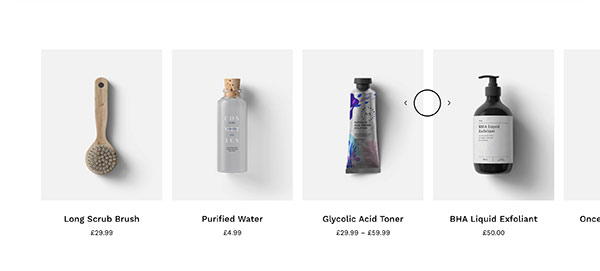 Long Scrub Brush
£29.99
Purified Water
£4.99
Glycolic Acid Toner
£29.99 – £59.99
BHA Liquid
Exfoliant
BHA Liquid Exfoliant
£50.00
Once